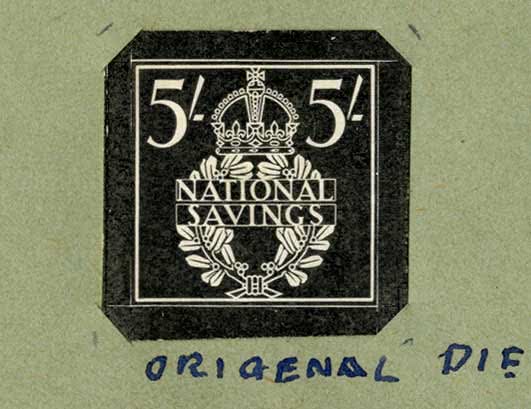 5/- 5/-
NATIONAL
SAVINGS
ORIGENAL DIE